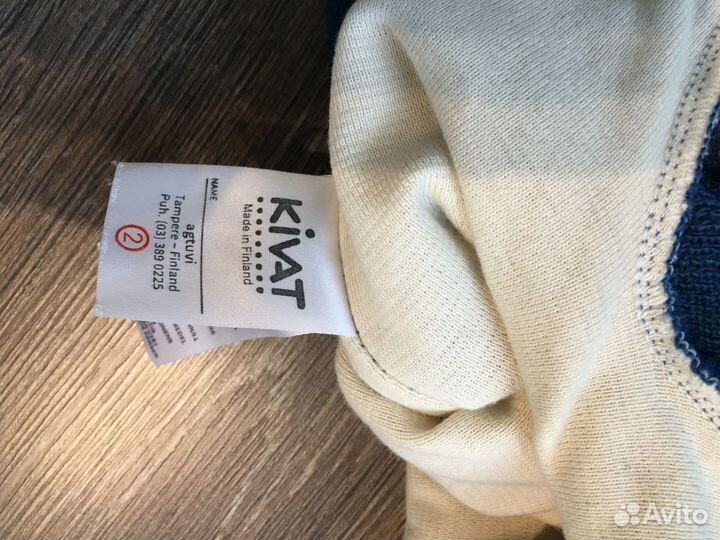 KIVAT
Made in Finland
NAME
agtuvi
Tampere – Finland
Puh. (03) 389 0225
2
Avito